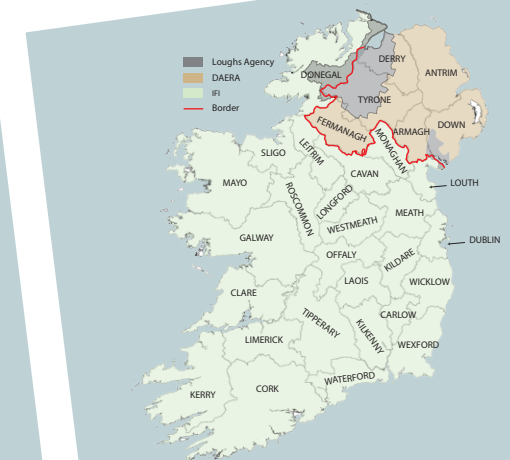 Loughs Agency
DAERA
IFI
Border
DONEGAL
DERRY
ANTRIM
TYRONE
FERMANAGH
ARMAGH
DOWN
MONAGHAN
SLIGO
LEITRIM
CAVAN
MAYO
ROSCOMMON
LONGFORD
LOUTH
MEATH
WESTMEATH
GALWAY
DUBLIN
OFFALY
KILDARE
LAOIS
WICKLOW
CLARE
TIPPERARY
CARLOW
KILKENNY
LIMERICK
WEXFORD
WATERFORD
KERRY
CORK